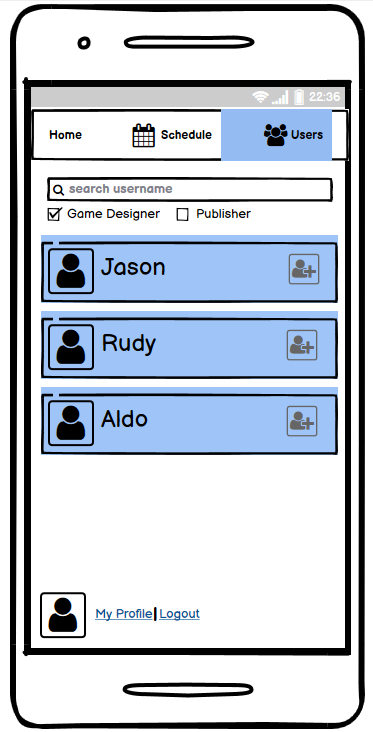 22:36
Home Schedule Users
search username
Game Designer Publisher
Jason
Rudy
Aldo
My Profile Logout